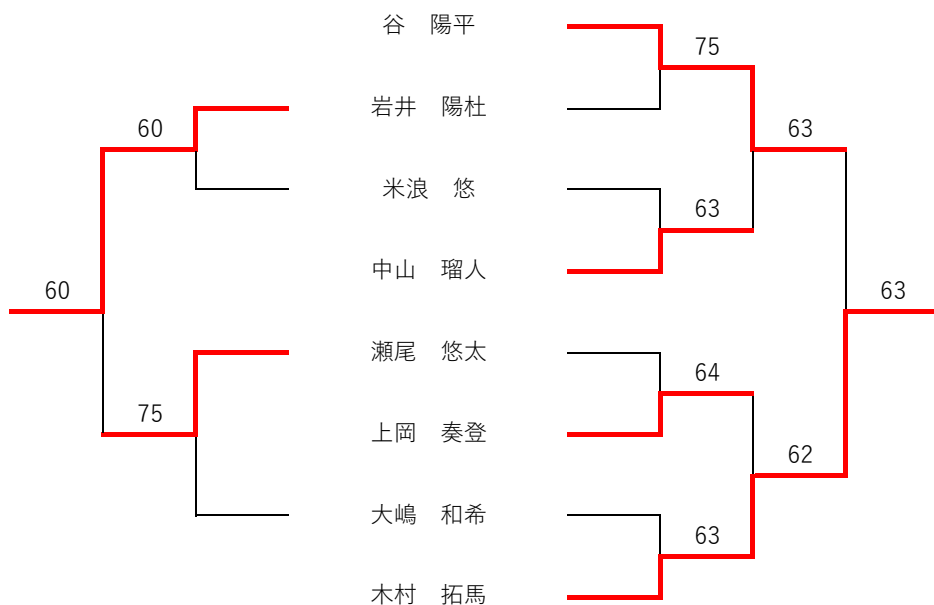 谷　陽平
75
岩井　陽杜
60
63
米浪　悠
63
中山　瑠人
60
63
瀬尾　悠太
64
75
上岡　奏登
62
大嶋　和希
63
木村　拓馬